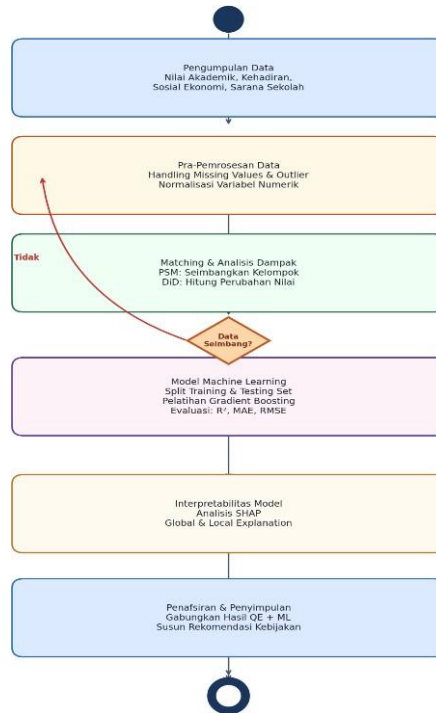 Pengumpulan Data
Nilai Akademik, Kehadiran,
Sosial Ekonomi, Sarana Sekolah
Pra-Pemrosesan Data
Handling Missing Values & Outlier
Normalisasi Variabel Numerik
Tidak
Matching & Analisis Dampak
PSM: Seimbangkan Kelompok
DiD: Hitung Perubahan Nilai
Data
Seimbang?
Model Machine Learning
Split Training & Testing Set
Pelatihan Gradient Boosting
Evaluasi: R², MAE, RMSE
Interpretabilitas Model
Analisis SHAP
Global & Local Explanation
Penafsiran & Penyimpulan
Gabungkan Hasil QE + ML
Susun Rekomendasi Kebijakan